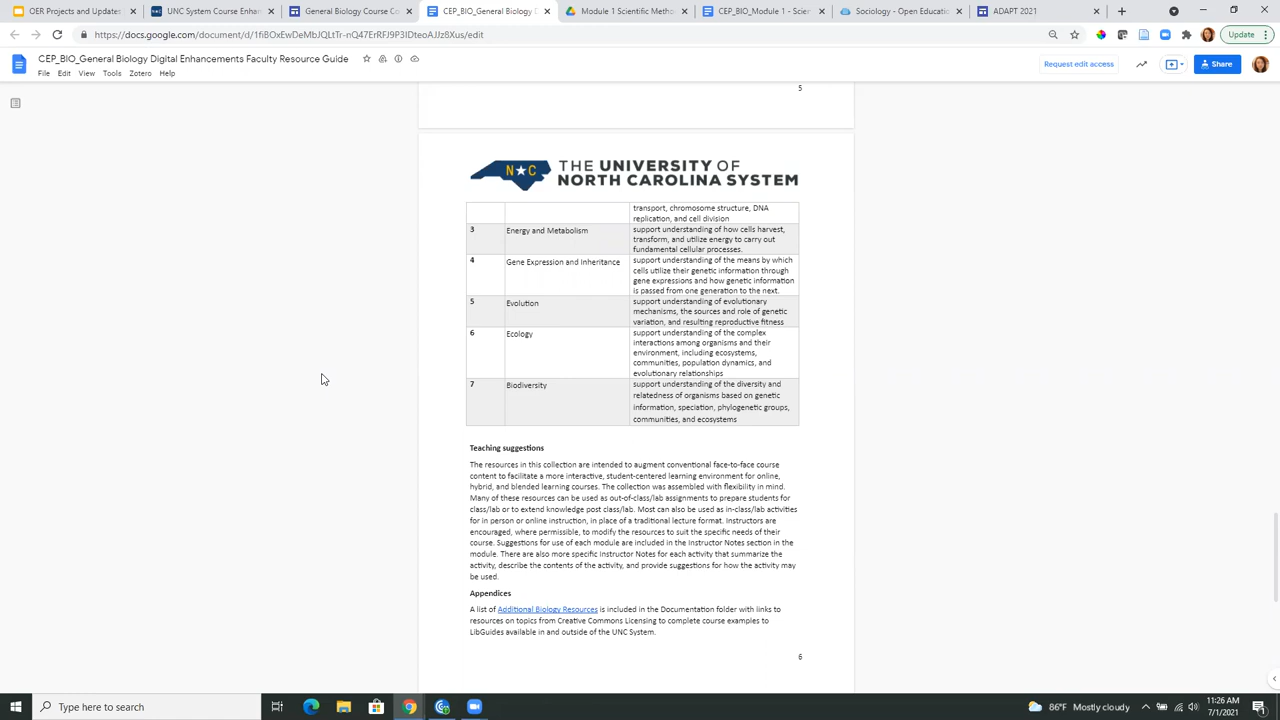 OER Projects and Updates
UNC System Course Enhan
General Biology Course Co
CEP_BIO_General Biology D
Module 1 Scientific Metho
CEP_BIO_Module 1 - Scien
Sociology - Open Educatio
ADAPT 2021
https://docs.google.com/document/d/1fiBOxEwDeMbJQLtTr-nQ47ErRFJ9P3IDteoAJJz8Xus/edit
Update
CEP_BIO_General Biology Digital Enhancements Faculty Resource Guide
File Edit View Tools Zotero Help
Request edit access
Share
5
NC
THE UNIVERSITY OF
NORTH CAROLINA SYSTEM
transport, chromosome structure, DNA
replication, and cell division
3 Energy and Metabolism support understanding of how cells harvest,
transform, and utilize energy to carry out
fundamental cellular processes.
4 Gene Expression and Inheritance support understanding of the means by which
cells utilize their genetic information through
gene expressions and how genetic information
is passed from one generation to the next.
5 Evolution support understanding of evolutionary
mechanisms, the sources and role of genetic
variation, and resulting reproductive fitness
6 Ecology support understanding of the complex
interactions among organisms and their
environment, including ecosystems,
communities, population dynamics, and
evolutionary relationships
7 Biodiversity support understanding of the diversity and
relatedness of organisms based on genetic
information, speciation, phylogenetic groups,
communities, and ecosystems
Teaching suggestions
The resources in this collection are intended to augment conventional face-to-face course
content to facilitate a more interactive, student-centered learning environment for online,
hybrid, and blended learning courses. The collection was assembled with flexibility in mind.
Many of these resources can be used as out-of-class/lab assignments to prepare students for
class/lab or to extend knowledge post class/lab. Most can also be used as in-class/lab activities
for in person or online instruction, in place of a traditional lecture format. Instructors are
encouraged, where permissible, to modify the resources to suit the specific needs of their
course. Suggestions for use of each module are included in the Instructor Notes section in the
module. There are also more specific Instructor Notes for each activity that summarize the
activity, describe the contents of the activity, and provide suggestions for how the activity may
be used.
Appendices
A list of Additional Biology Resources is included in the Documentation folder with links to
resources on topics from Creative Commons Licensing to complete course examples to
LibGuides available in and outside of the UNC System.
6
Type here to search
86°F Mostly cloudy
11:26 AM
7/1/2021